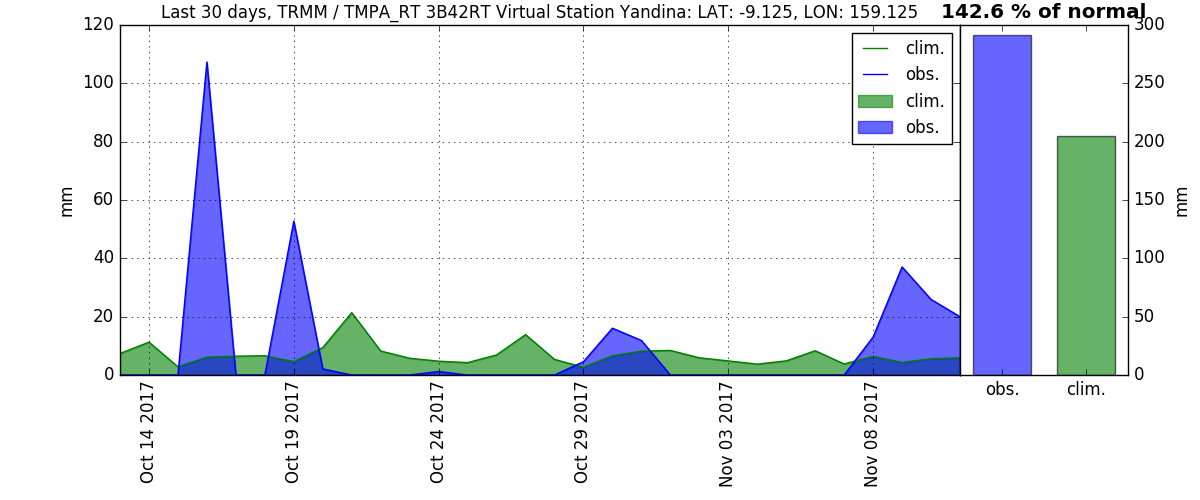 Last 30 days, TRMM / TMPA_RT 3B42RT Virtual Station Yandina: LAT: -9.125, LON: 159.125
142.6 % of normal
120
100
80
60
40
20
0
mm
clim.
obs.
clim.
obs.
300
250
200
150
100
50
0
mm
Oct 14 2017
Oct 19 2017
Oct 24 2017
Oct 29 2017
Nov 03 2017
Nov 08 2017
obs.
clim.